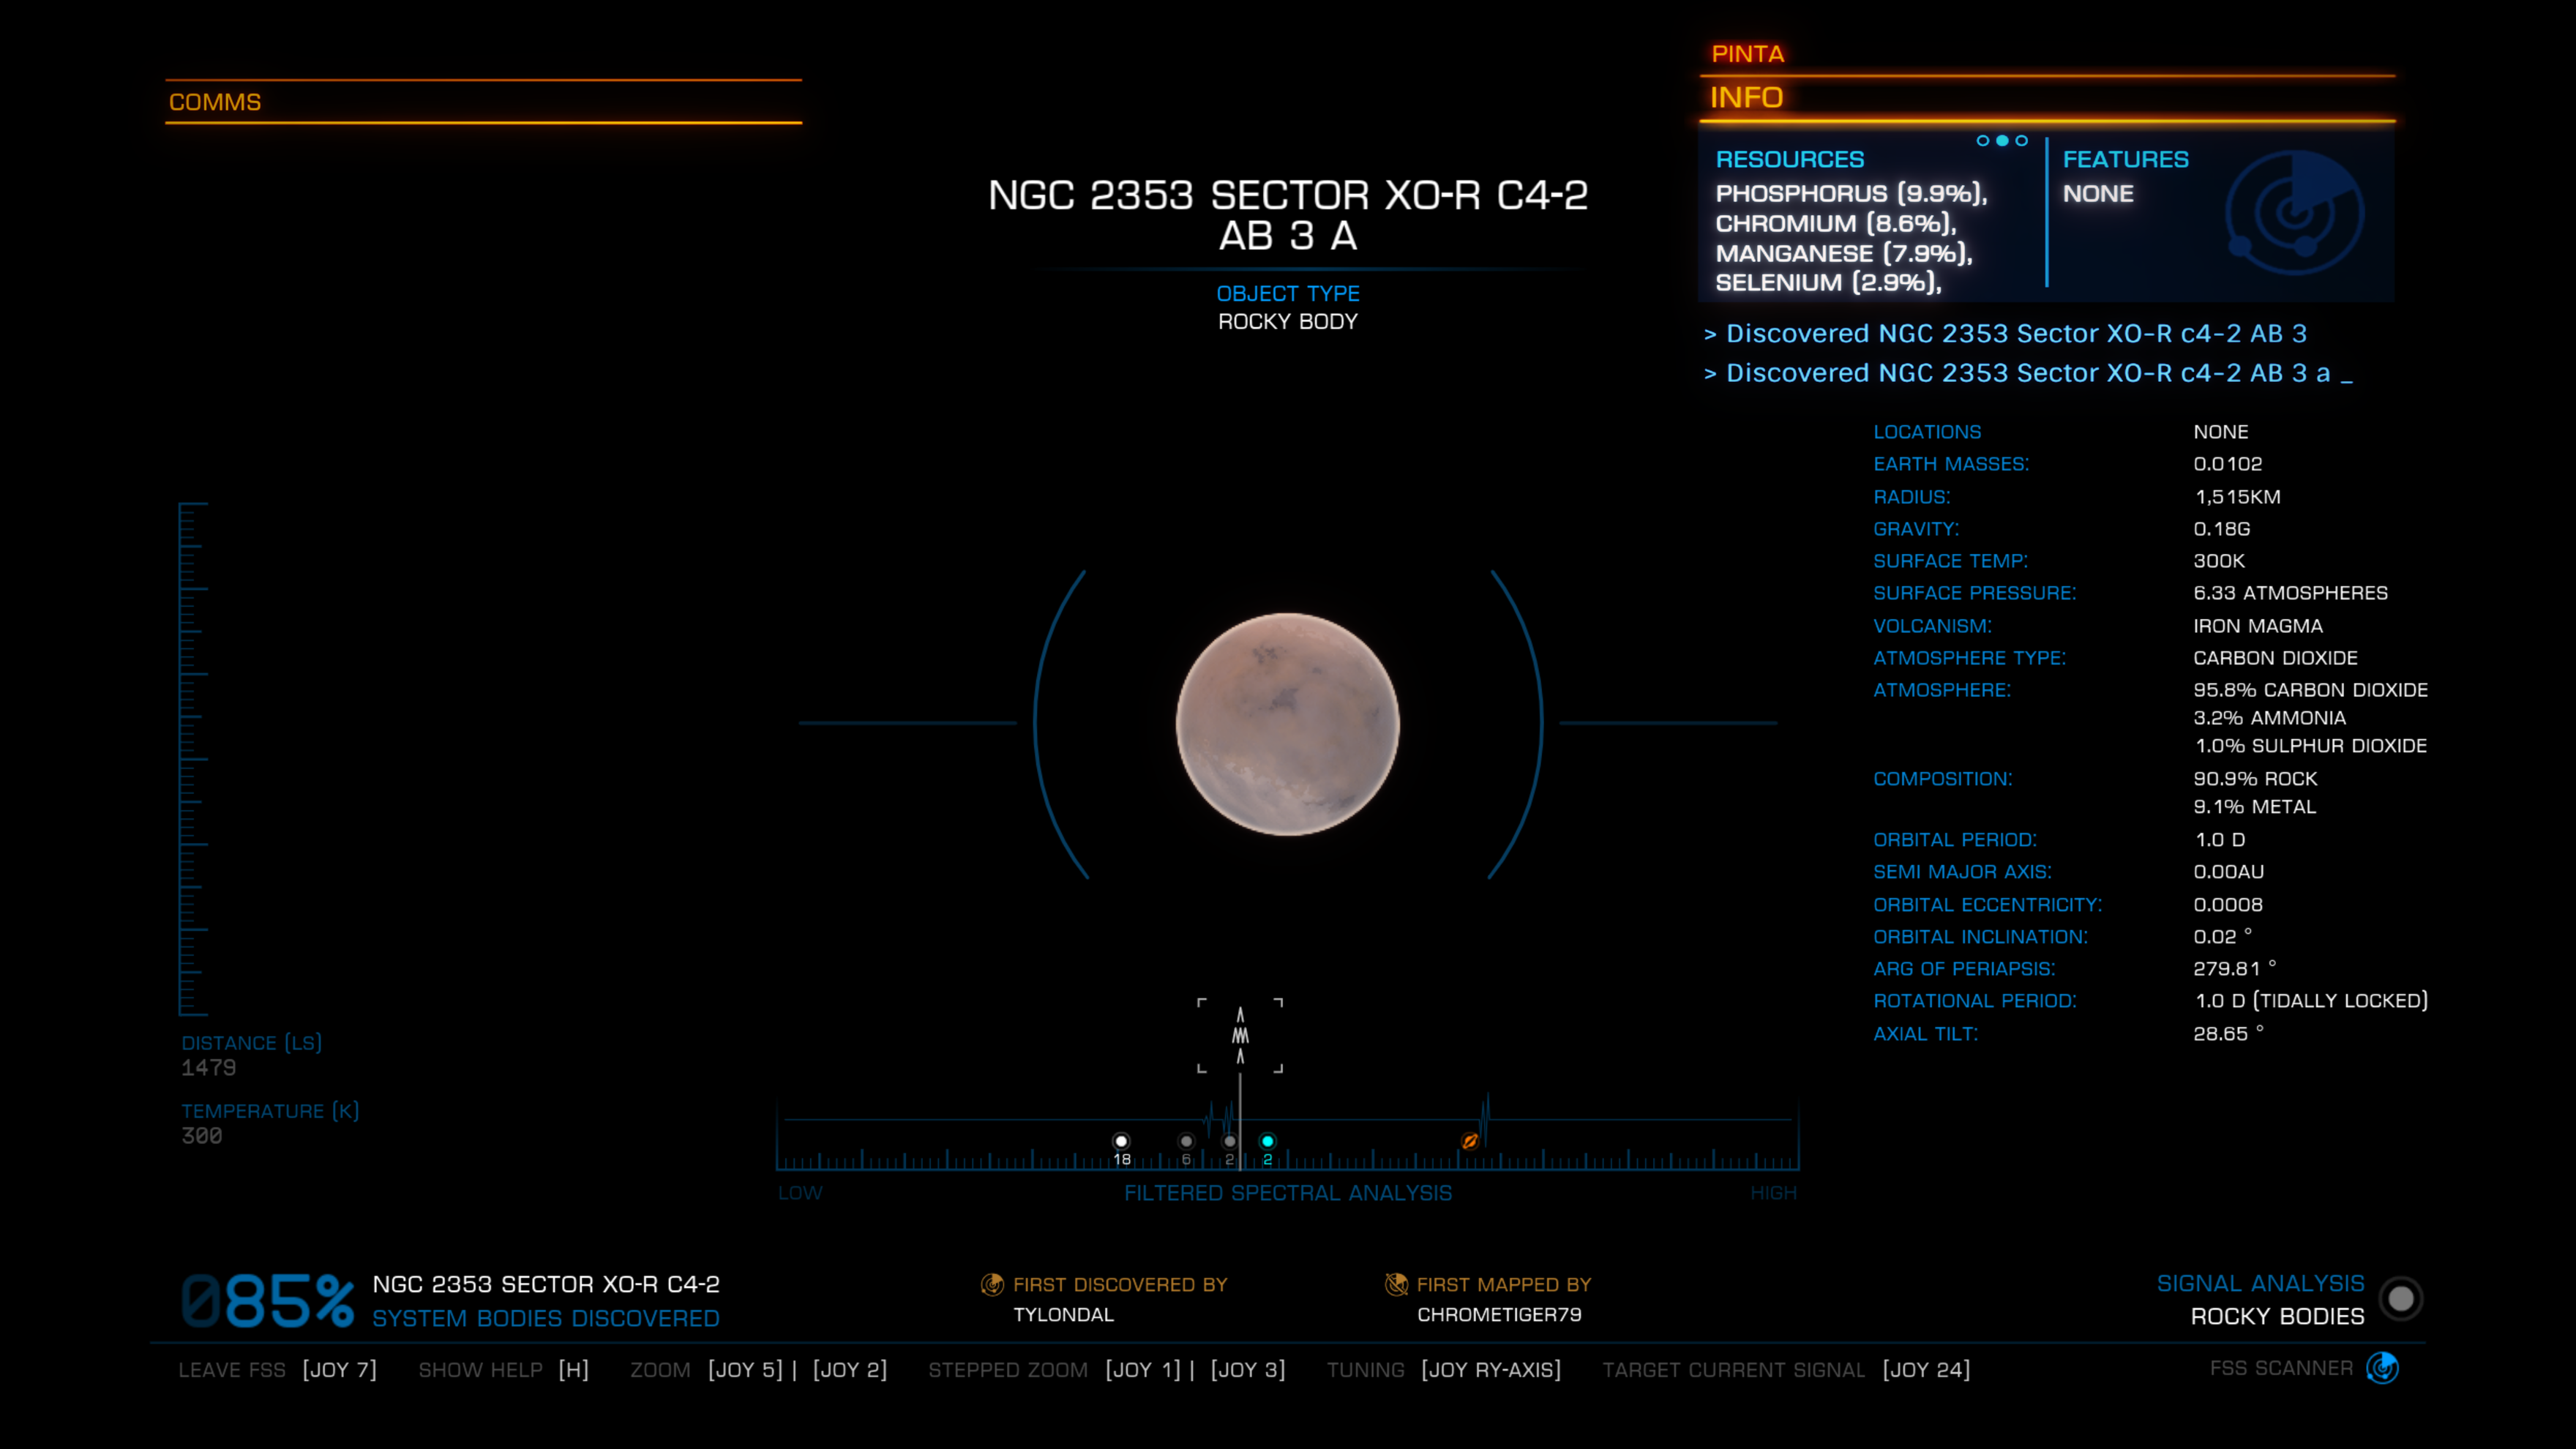 COMMS
PINTA
INFO
RESOURCES
PHOSPHORUS (9.9%),
CHROMIUM (8.6%),
MANGANESE (7.9%),
SELENIUM (2.9%),
FEATURES
NONE
> Discovered NGC 2353 Sector XO-R c4-2 AB 3
> Discovered NGC 2353 Sector XO-R c4-2 AB 3 a _
NGC 2353 SECTOR XO-R C4-2
AB 3 A
OBJECT TYPE
ROCKY BODY
LOCATIONS NONE
EARTH MASSES: 0.0102
RADIUS: 1,515KM
GRAVITY: 0.18G
SURFACE TEMP: 300K
SURFACE PRESSURE: 6.33 ATMOSPHERES
VOLCANISM: IRON MAGMA
ATMOSPHERE TYPE: CARBON DIOXIDE
ATMOSPHERE: 95.8% CARBON DIOXIDE
3.2% AMMONIA
1.0% SULPHUR DIOXIDE
COMPOSITION: 90.9% ROCK
9.1% METAL
ORBITAL PERIOD: 1.0 D
SEMI MAJOR AXIS: 0.00AU
ORBITAL ECCENTRICITY: 0.0008
ORBITAL INCLINATION: 0.02 °
ARG OF PERIAPSIS: 279.81 °
ROTATIONAL PERIOD: 1.0 D (TIDALLY LOCKED)
AXIAL TILT: 28.65 °
DISTANCE (LS)
1479
TEMPERATURE (K)
300
18 6 2 2
LOW FILTERED SPECTRAL ANALYSIS HIGH
085% NGC 2353 SECTOR XO-R C4-2
SYSTEM BODIES DISCOVERED
FIRST DISCOVERED BY
TYLONDAL
FIRST MAPPED BY
CHROMETIGER79
SIGNAL ANALYSIS
ROCKY BODIES
LEAVE FSS [JOY 7] SHOW HELP [H] ZOOM [JOY 5] | [JOY 2] STEPPED ZOOM [JOY 1] | [JOY 3] TUNING [JOY RY-AXIS] TARGET CURRENT SIGNAL [JOY 24] FSS SCANNER